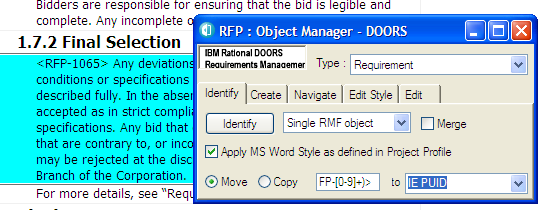 Bidders are responsible for ensuring that the bid is legible and
complete. Any incomplete o
1.7.2 Final Selection
<RFP-1065> Any deviations
conditions or specifications
described fully. In the absen
accepted as in strict complia
specifications. Any bid that
that are contrary to, or inco
may be rejected at the disc
Branch of the Corporation.
For more details, see "Requ
RFP : Object Manager - DOORS
IBM Rational DOORS
Requirements Manager
Type :
Requirement
Identify
Create
Navigate
Edit Style
Edit
Identify
Single RMF object
Merge
Apply MS Word Style as defined in Project Profile
Move
Copy
FP-[0-9]+)>
to
IE PUID